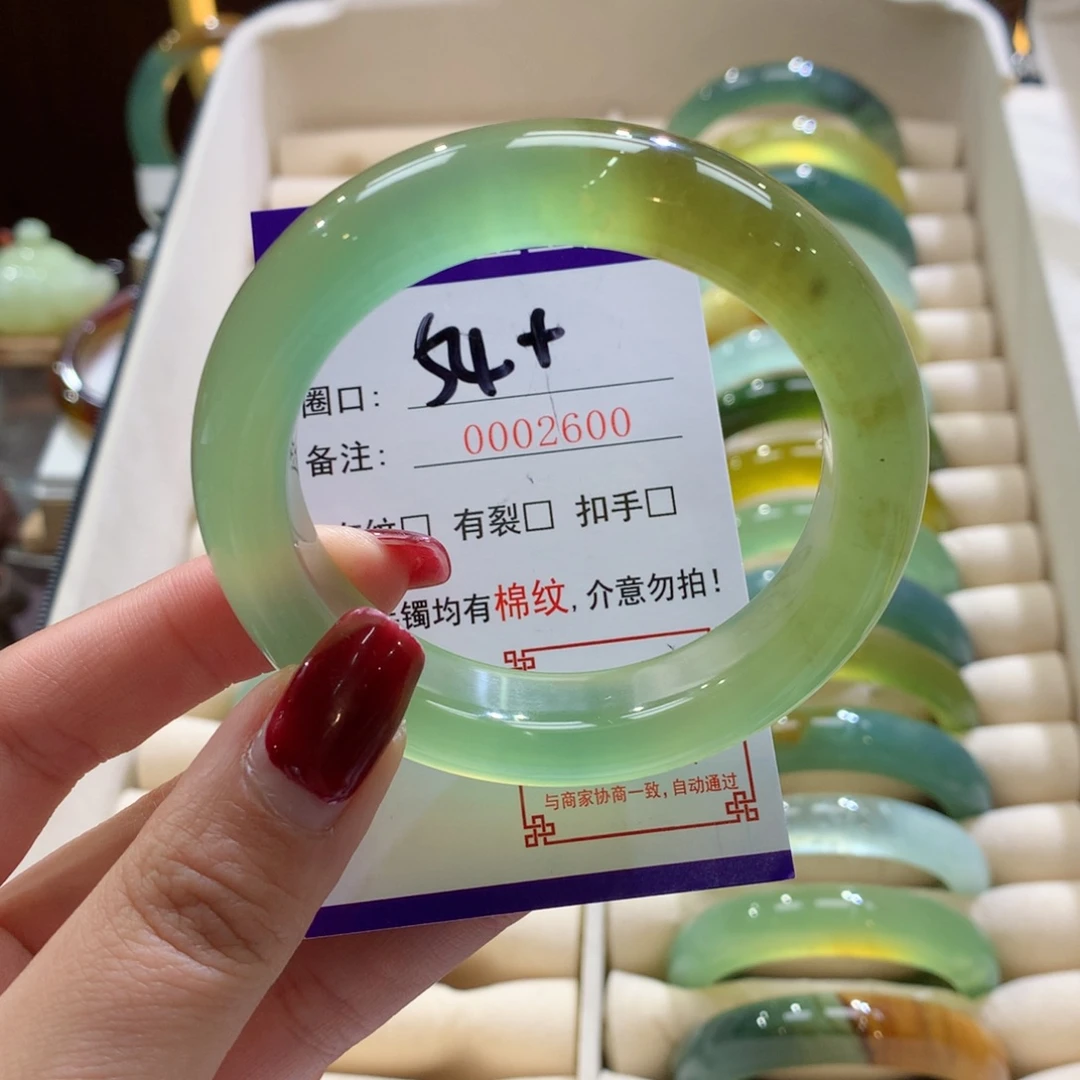 圈口: 54+
备注: 0002600
纹□ 有裂□ 扣手□
镯均有棉纹,介意勿拍!
与商家协商一致,自动通过